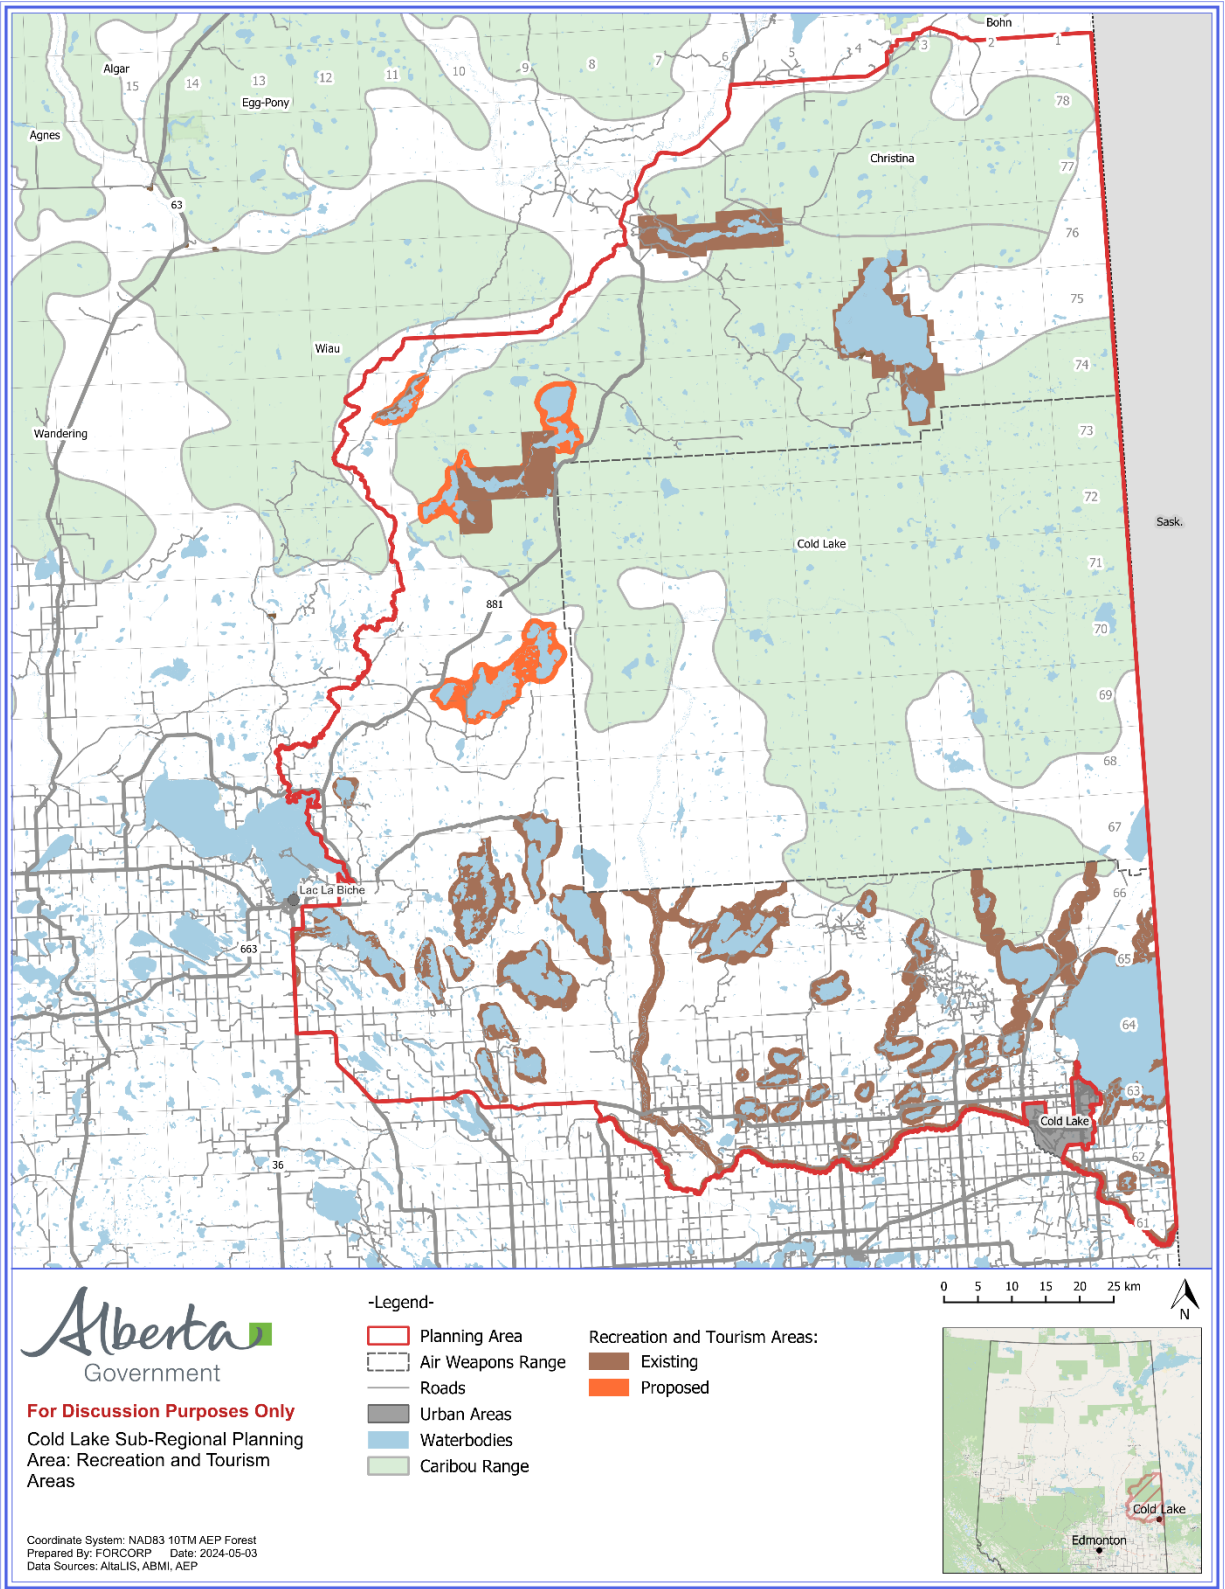 Bohn
Algar
15
14
13
12
11
10
9
8
7
6
5
4
3
2
1
Egg-Pony
Agnes
Christina
78
77
76
75
74
73
72
71
70
69
68
67
66
65
64
63
62
61
63
Wiau
Wandering
Cold Lake
Sask.
881
Lac La Biche
663
36
Cold Lake
Alberta
Government
For Discussion Purposes Only
Cold Lake Sub-Regional Planning
Area: Recreation and Tourism
Areas
Coordinate System: NAD83 10TM AEP Forest
Prepared By: FORCORP Date: 2024-05-03
Data Sources: AltaLIS, ABMI, AEP
-Legend-
Planning Area
Air Weapons Range
Roads
Urban Areas
Waterbodies
Caribou Range
Recreation and Tourism Areas:
Existing
Proposed
0 5 10 15 20 25 km
N
Cold Lake
Edmonton